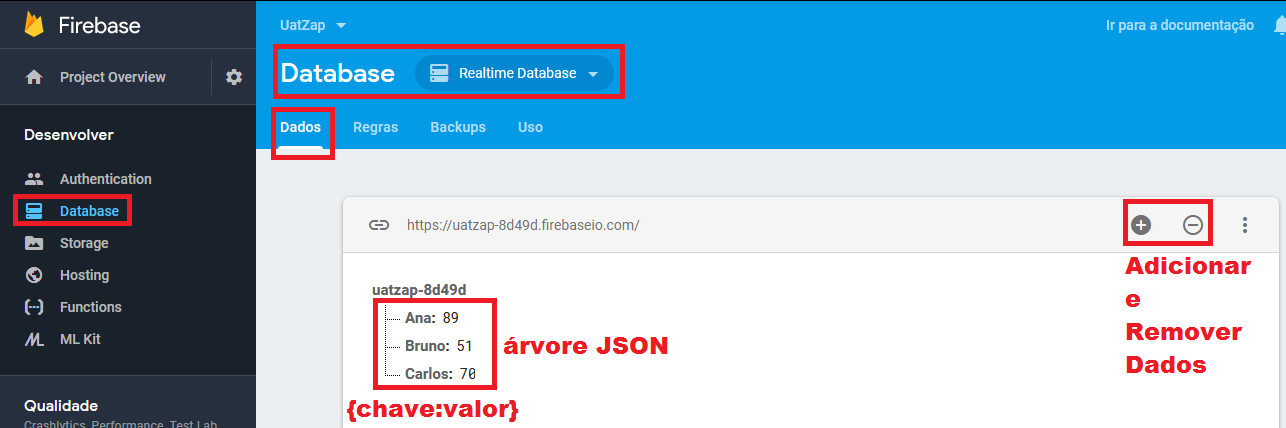 Firebase
UatZap
Ir para a documentação
Project Overview
Database
Realtime Database
Desenvolver
Dados
Regras
Backups
Uso
Authentication
Database
Storage
Hosting
Functions
ML Kit
Qualidade
Crashlytics, Performance, Test Lab
https://uatzap-8d49d.firebaseio.com/
uatzap-8d49d
Ana: 89
Bruno: 51
Carlos: 70
árvore JSON
{chave:valor}
Adicionar
e
Remover
Dados